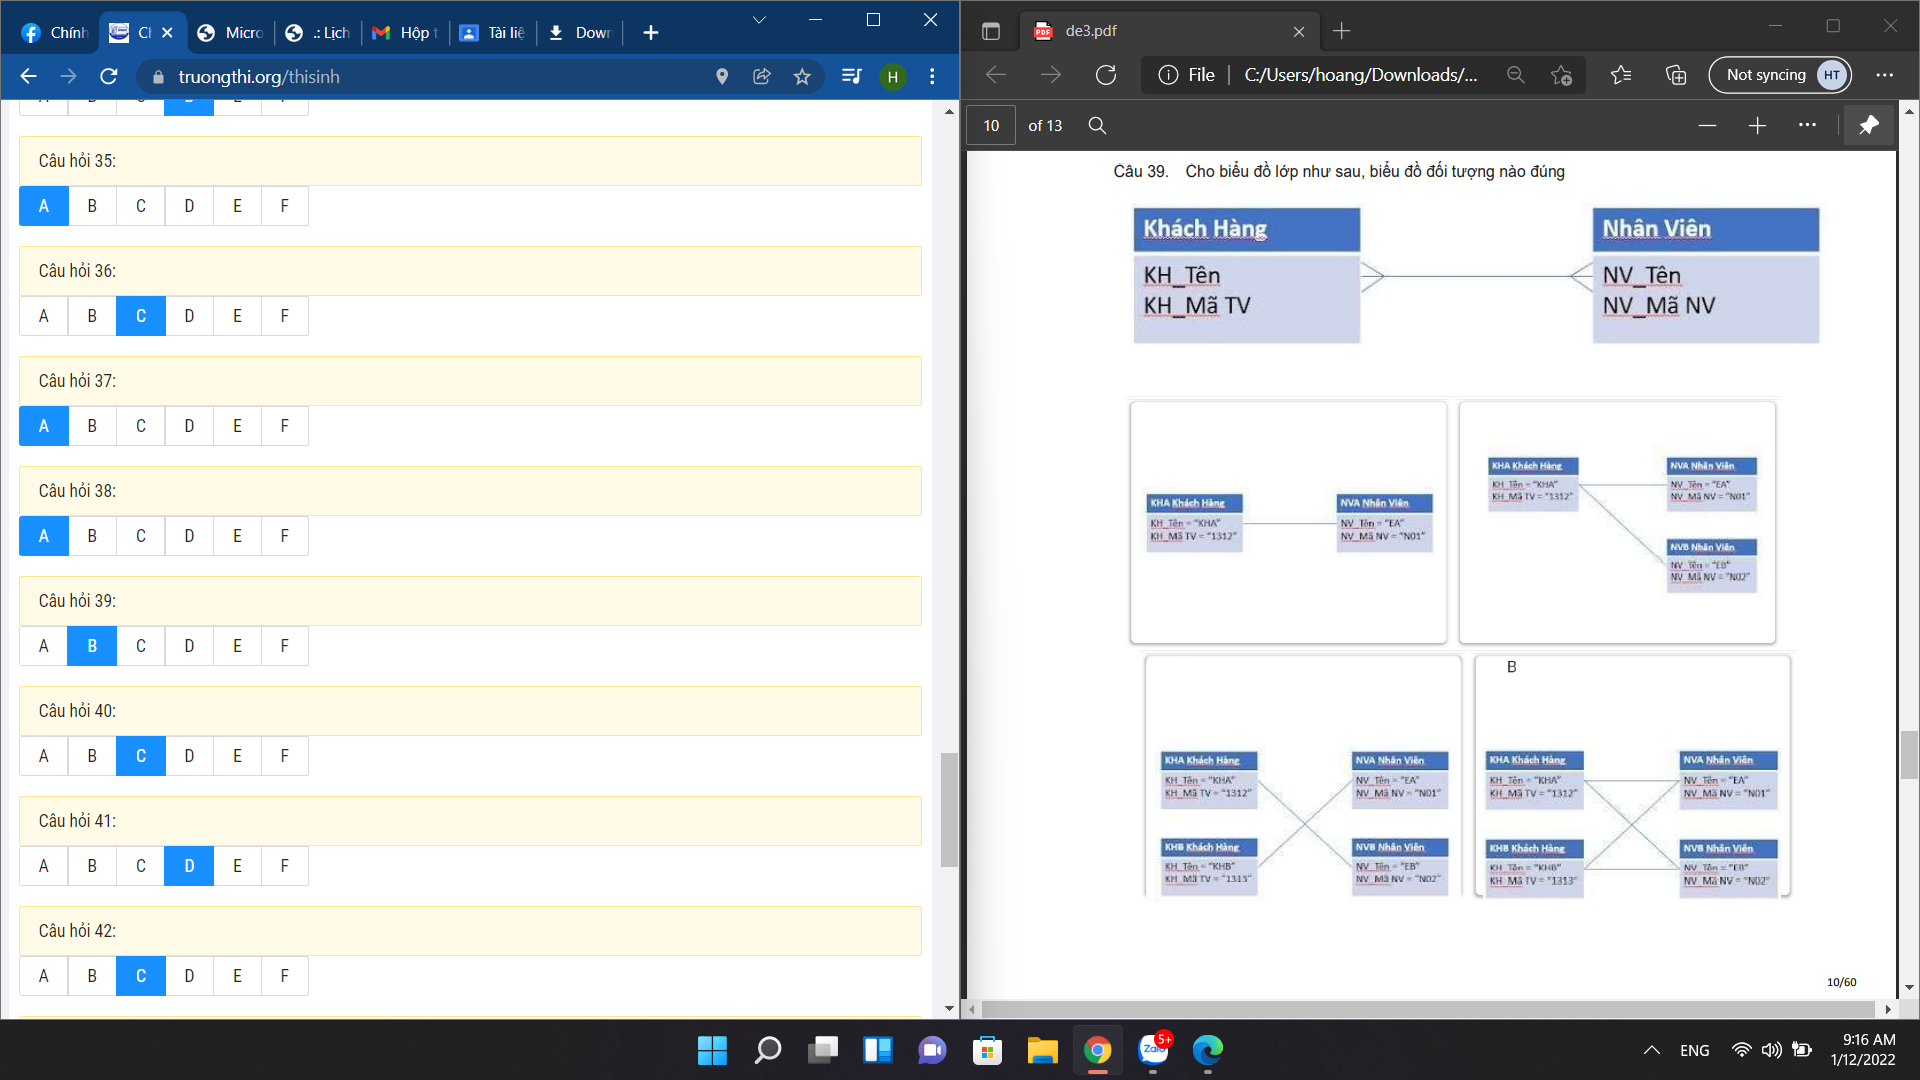 Chính
Cl
Micro
.: Lịch
Hộp t
Tài liệ
Down
truongthi.org/thisinh
H
Câu hỏi 35:
A B C D E F
Câu hỏi 36:
A B C D E F
Câu hỏi 37:
A B C D E F
Câu hỏi 38:
A B C D E F
Câu hỏi 39:
A B C D E F
Câu hỏi 40:
A B C D E F
Câu hỏi 41:
A B C D E F
Câu hỏi 42:
A B C D E F
PDF de3.pdf
File C:/Users/hoang/Downloads/... Not syncing HT
10 of 13
Câu 39. Cho biểu đồ lớp như sau, biểu đồ đối tượng nào đúng
Khách Hàng
KH_Tên
KH_Mã TV
Nhân Viên
NV_Tên
NV_Mã NV
KHA Khách Hàng
KH_Tên = "KHA"
KH_Mã TV = "1312"
NVA Nhân Viên
NV_Tên = "EA"
NV_Mã NV = "N01"
KHA Khách Hàng
KH_Tên = "KHA"
KH_Mã TV = "1312"
NVA Nhân Viên
NV_Tên = "EA"
NV_Mã NV = "N01"
NVB Nhân Viên
NV_Tên = "EB"
NV_Mã NV = "N02"
KHA Khách Hàng
KH_Tên = "KHA"
KH_Mã TV = "1312"
NVA Nhân Viên
NV_Tên = "EA"
NV_Mã NV = "N01"
KHB Khách Hàng
KH_Tên = "KHB"
KH_Mã TV = "1313"
NVB Nhân Viên
NV_Tên = "EB"
NV_Mã NV = "N02"
B
KHA Khách Hàng
KH_Tên = "KHA"
KH_Mã TV = "1312"
NVA Nhân Viên
NV_Tên = "EA"
NV_Mã NV = "N01"
KHB Khách Hàng
KH_Tên = "KHB"
KH_Mã TV = "1313"
NVB Nhân Viên
NV_Tên = "EB"
NV_Mã NV = "N02"
10/60
Zalo
5+
ENG
9:16 AM
1/12/2022